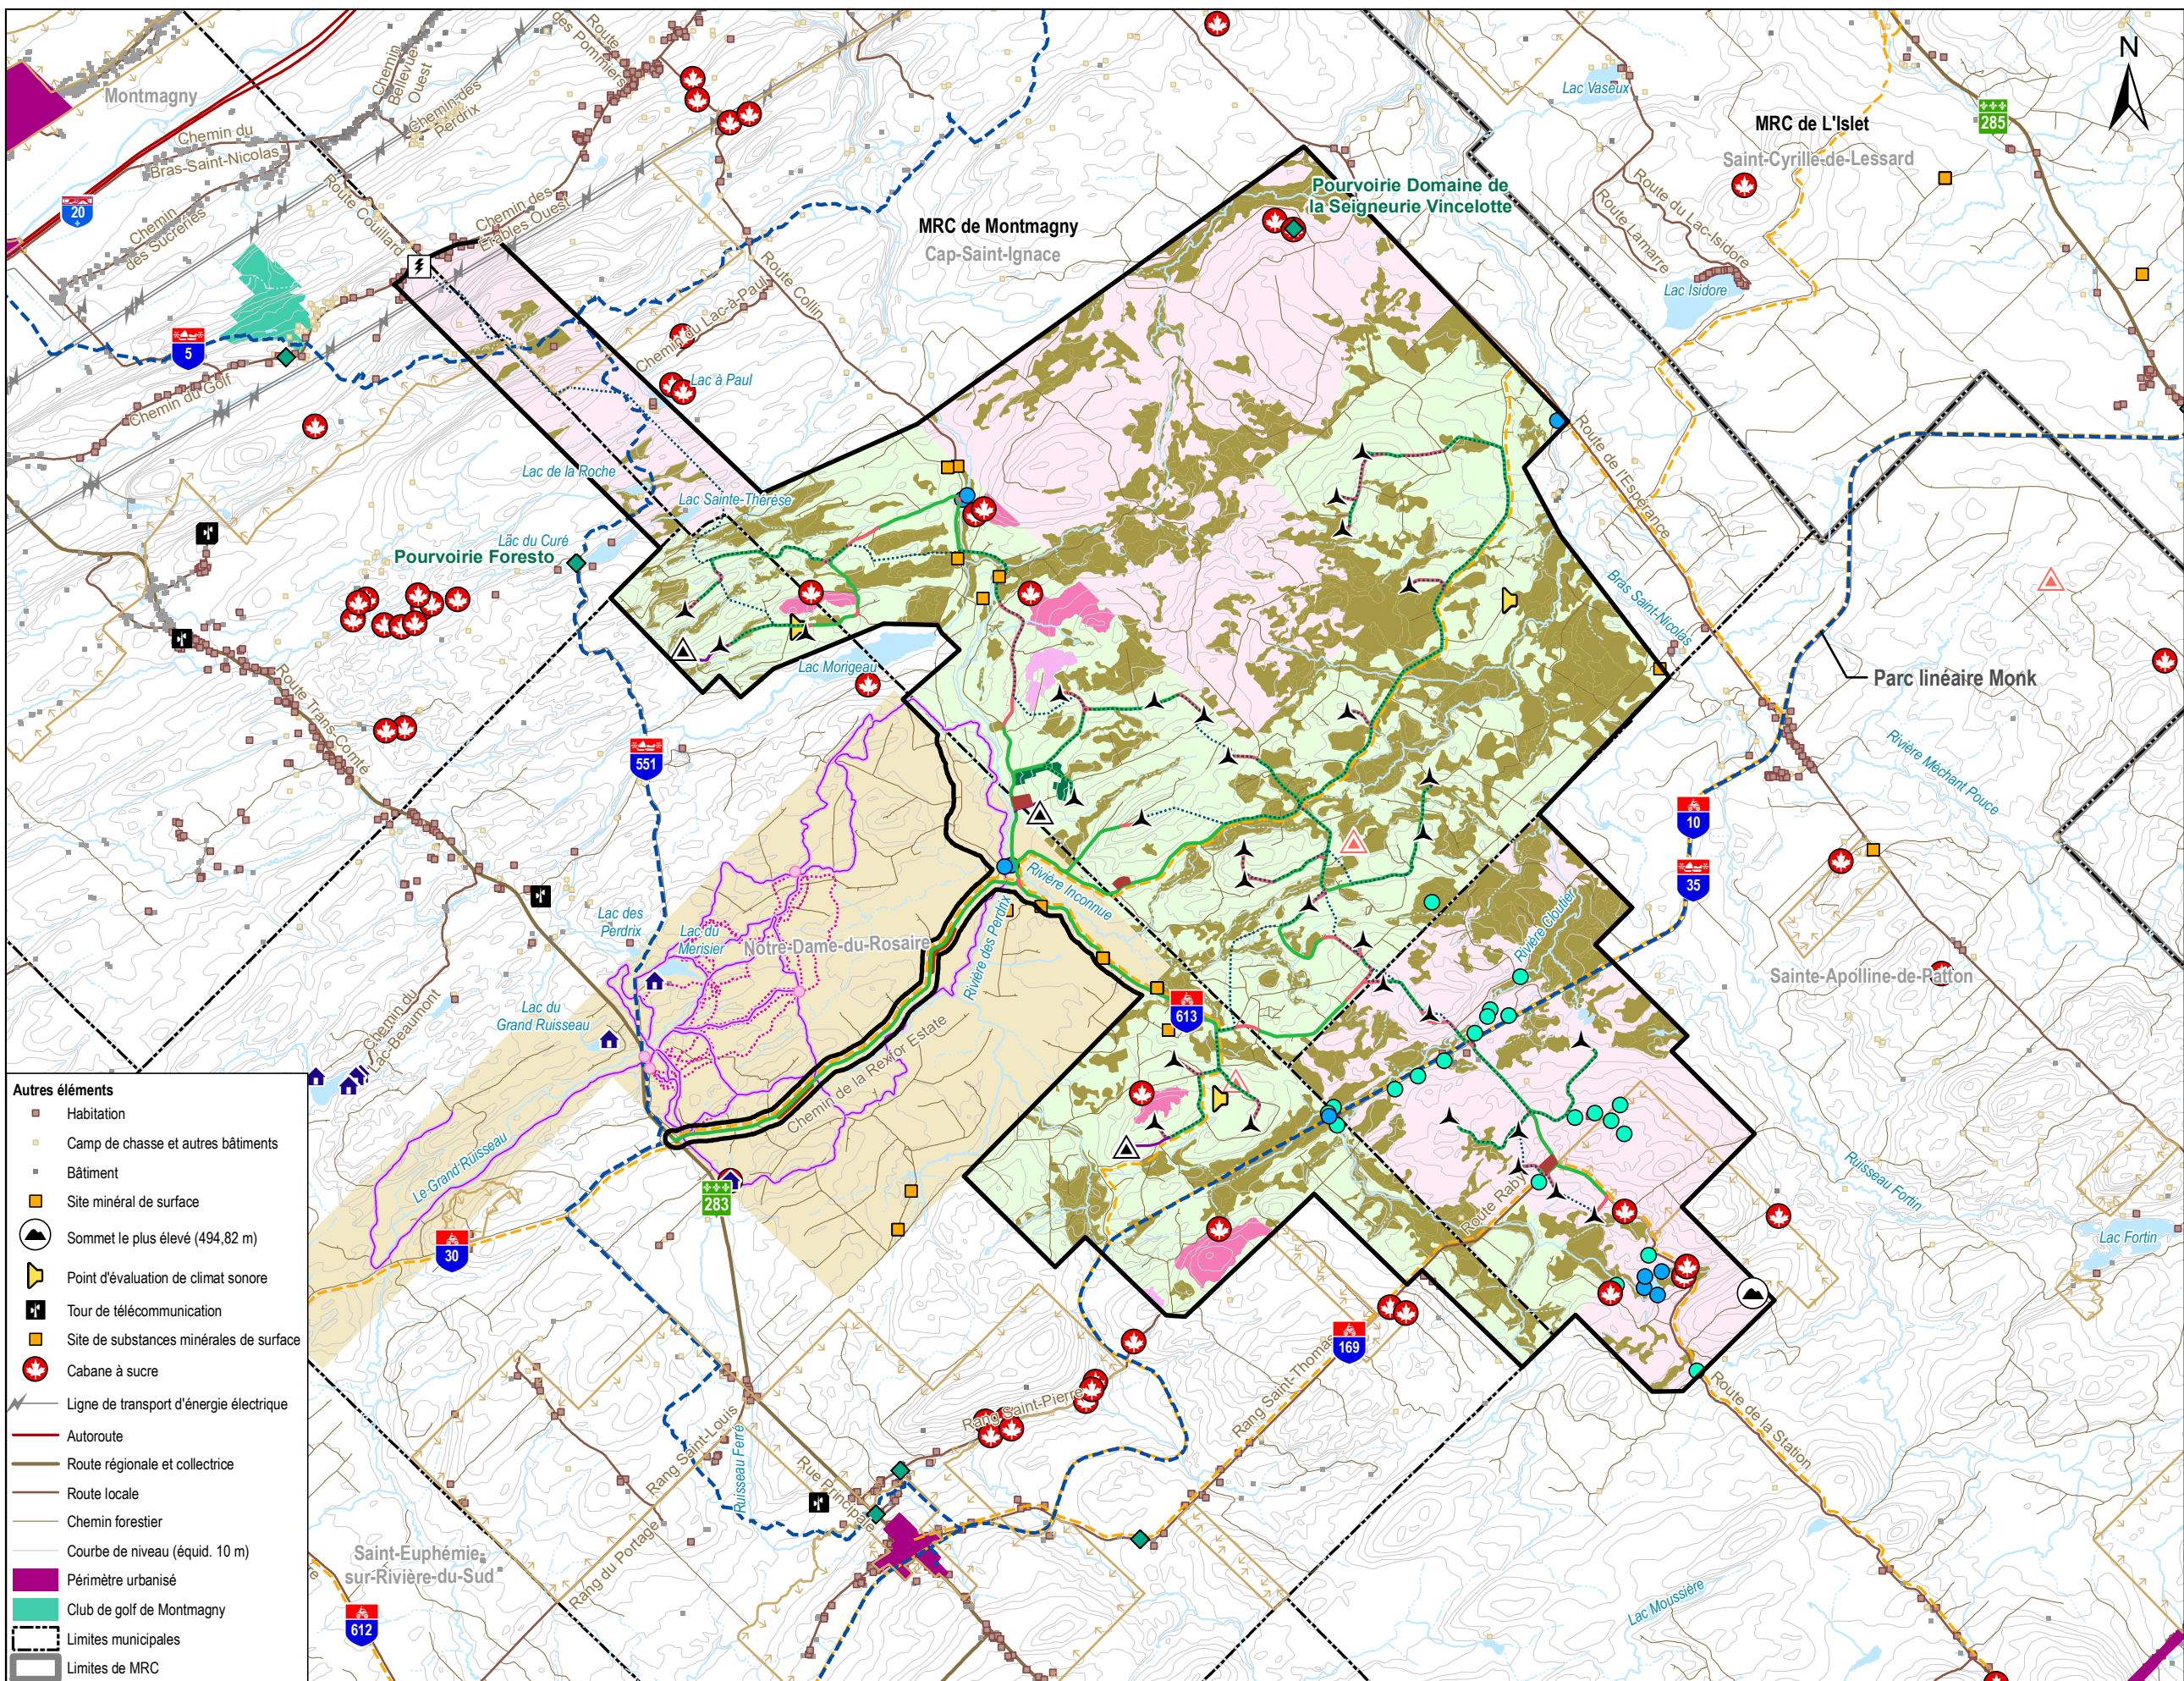 N
Montmagny
Chemin
Bellevue
Ouest
Chemin des
Perdrix
Route
des Pommiers
Chemin du
Bras-Saint-Nicolas
Chemin
des Sucreries
Route Couillard
Chemin des
Érables Ouest
20
5
Chemin du Golf
MRC de Montmagny
Cap-Saint-Ignace
Route Collin
Chemin du Lac-à-Paul
Lac à Paul
Pourvoirie Domaine de
la Seigneurie Vincelotte
Lac Vaseux
MRC de L'Islet
Saint-Cyrille-de-Lessard
285
Route du Lac-Isidore
Route Lamarre
Lac Isidore
Route de l'Espérance
Bras Saint-Nicolas
Parc linéaire Monk
Lac de la Roche
Lac Sainte-Thérèse
Lac du Curé
Pourvoirie Foresto
Lac Morigeau
Route Trans-Comté
551
Rivière Méchant Pouce
10
35
Rivière Inconnue
Rivière des Perdrix
Rivière Cloutier
Lac des
Perdrix
Lac du
Merisier
Notre-Dame-du-Rosaire
Lac du
Grand Ruisseau
Chemin du
Lac-Beaumont
Sainte-Apolline-de-Patton
613
Chemin de la Rexfor Estate
Le Grand Ruisseau
283
30
Route Raby
Ruisseau Fortin
Lac Fortin
169
Rang Saint-Thomas
Rang Saint-Pierre
Route de la Station
Rang Saint-Louis
Ruisseau Ferré
Rue Principale
Rang du Portage
Saint-Euphémie-
sur-Rivière-du-Sud
612
Lac Moussière
Autres éléments
Habitation
Camp de chasse et autres bâtiments
Bâtiment
Site minéral de surface
Sommet le plus élevé (494,82 m)
Point d'évaluation de climat sonore
Tour de télécommunication
Site de substances minérales de surface
Cabane à sucre
Ligne de transport d'énergie électrique
Autoroute
Route régionale et collectrice
Route locale
Chemin forestier
Courbe de niveau (équid. 10 m)
Périmètre urbanisé
Club de golf de Montmagny
Limites municipales
Limites de MRC